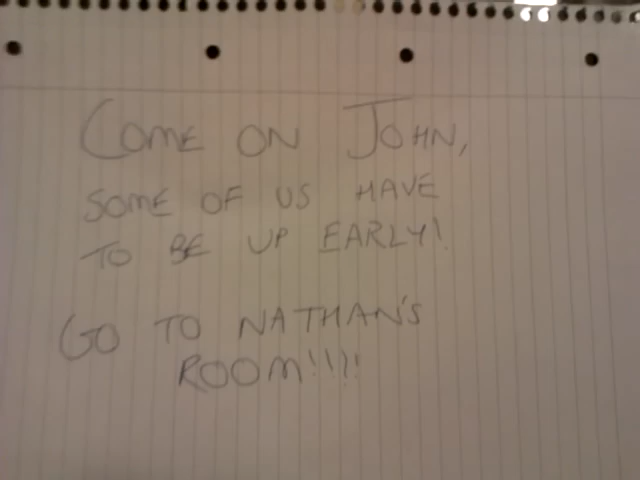 COME ON JOHN,
SOME OF US HAVE
TO BE UP EARLY!
GO TO NATHAN'S
ROOM!!!!!